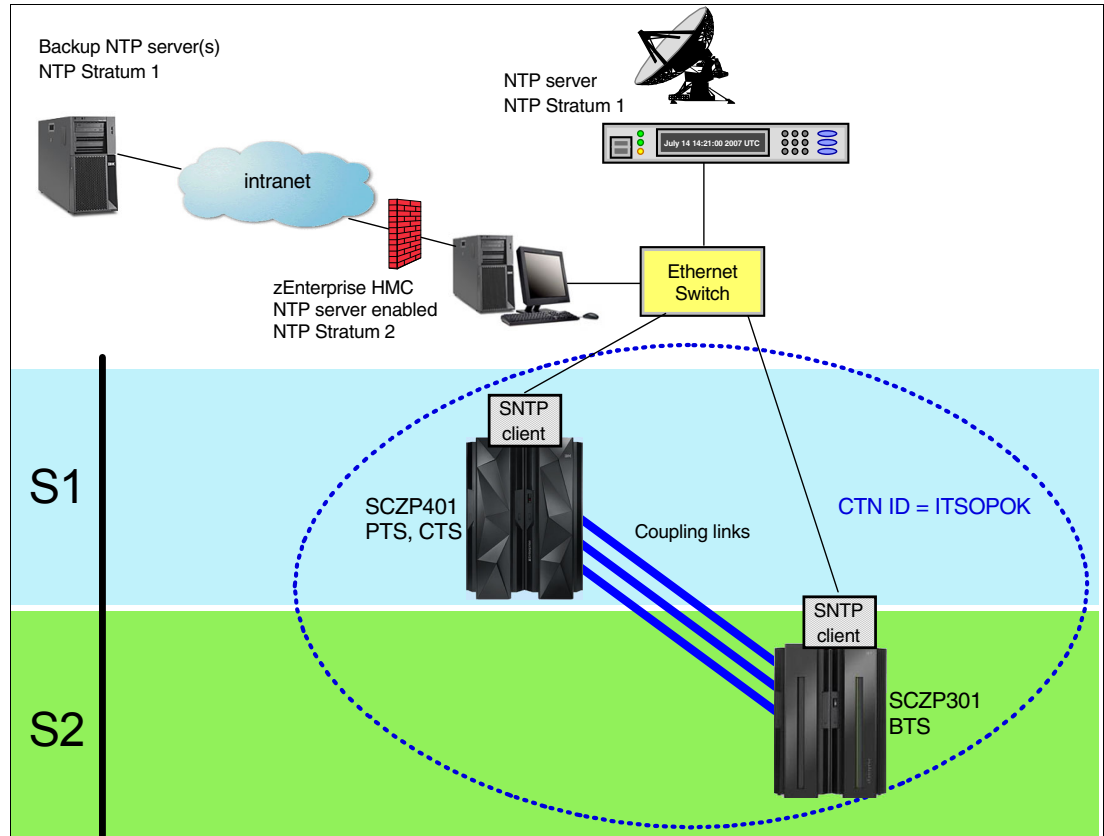 Backup NTP server(s)
NTP Stratum 1
NTP server
NTP Stratum 1
July 14 14:21:00 2007 UTC
intranet
zEnterprise HMC
NTP server enabled
NTP Stratum 2
Ethernet
Switch
SNTP
client
S1
SCZP401
PTS, CTS
Coupling links
CTN ID = ITSOPOK
SNTP
client
S2
SCZP301
BTS